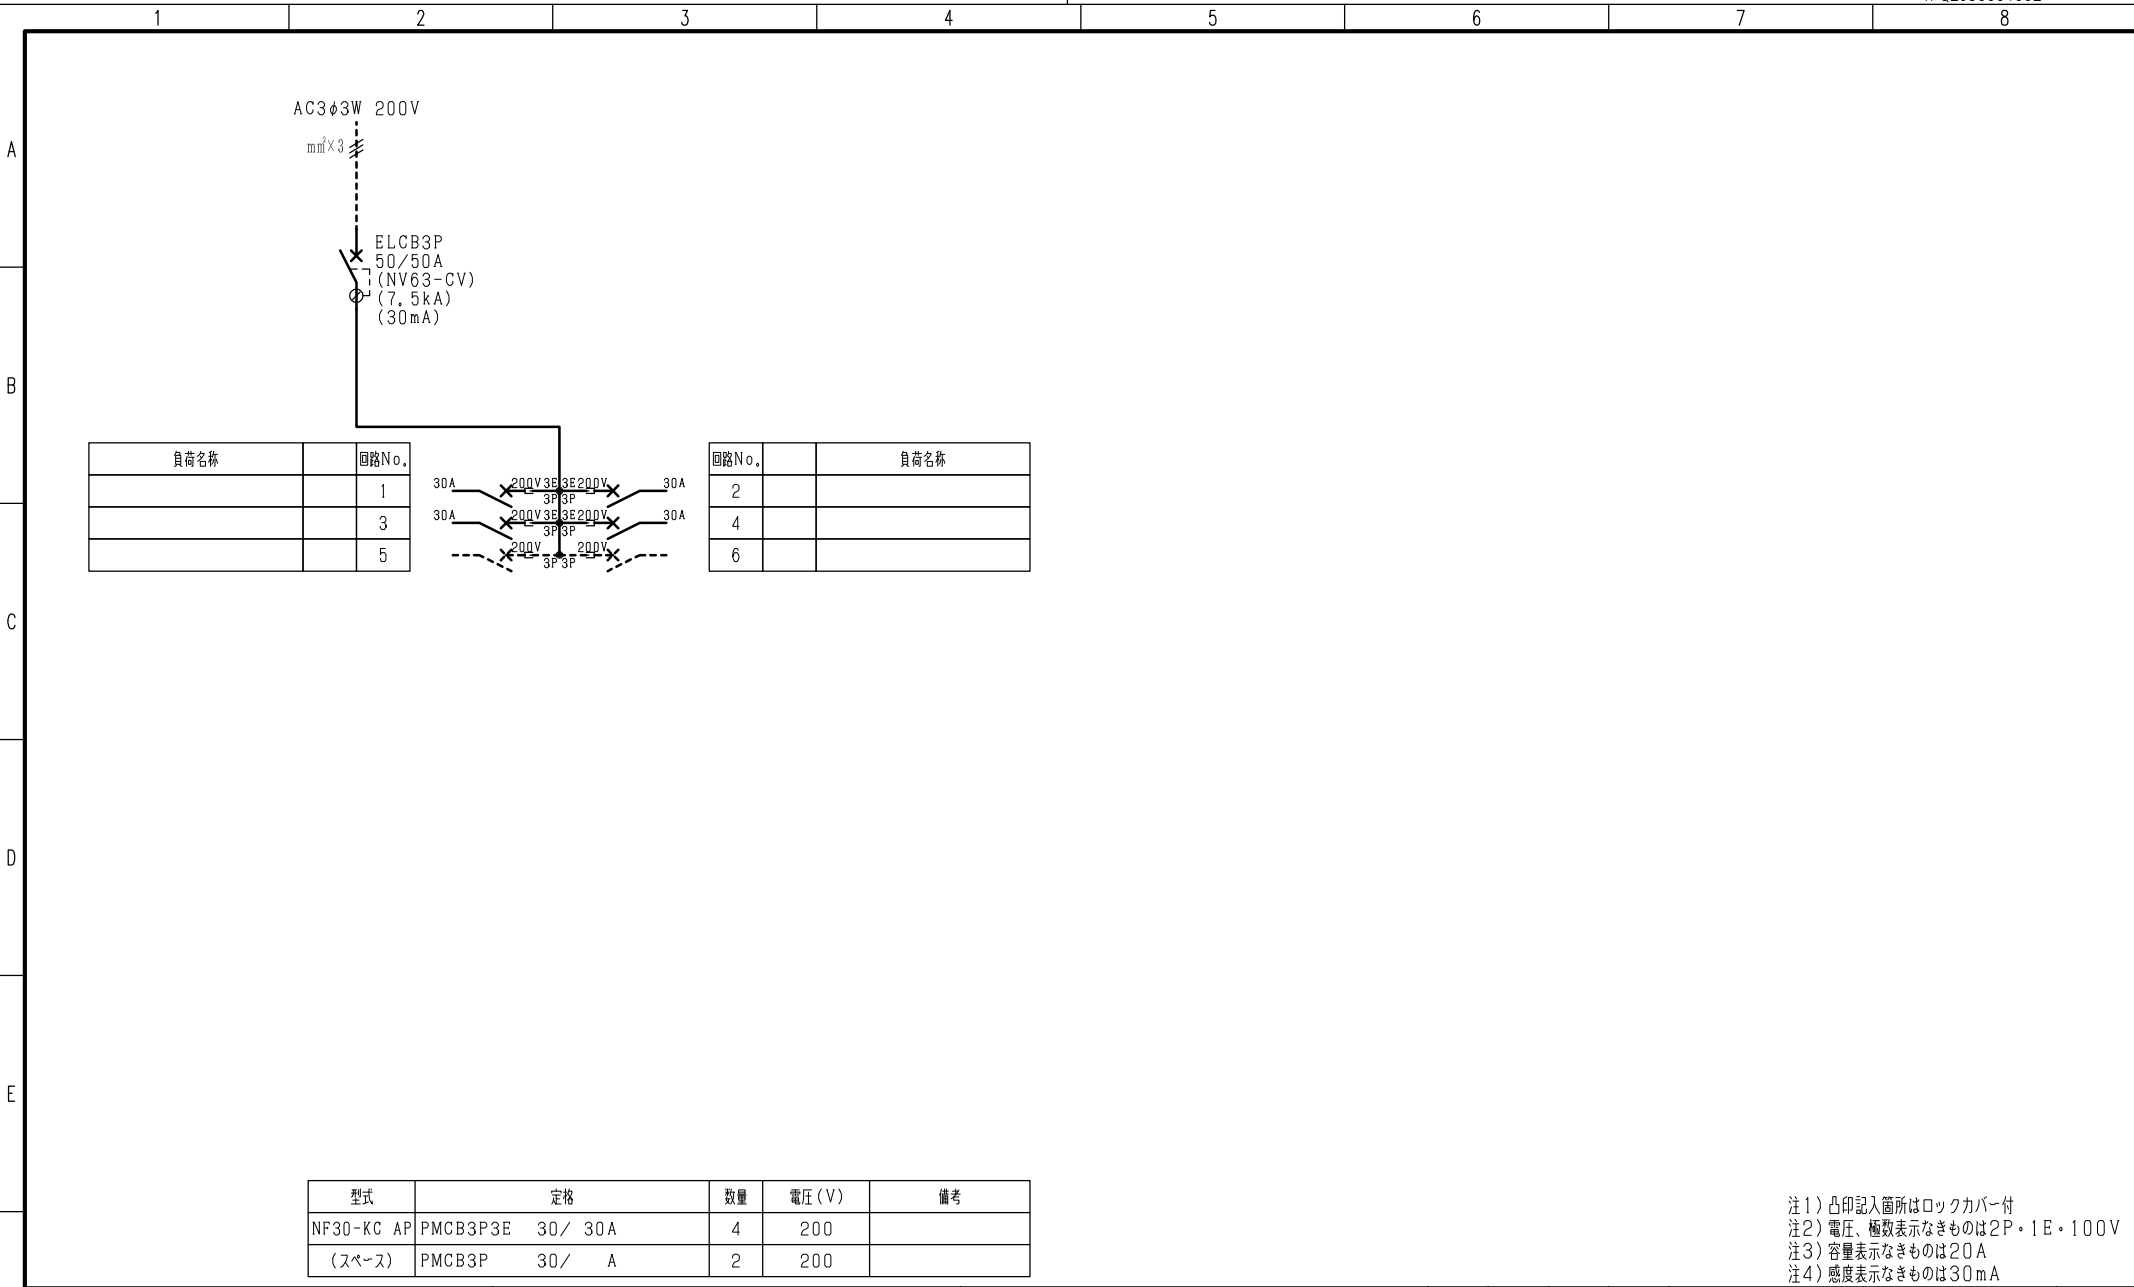 1 2 3 4 5 6 7 8
A
B
C
D
E
AC3φ3W 200V
mm²×3
ELCB3P
50/50A
(NV63-CV)
(7.5kA)
(30mA)
負荷名称 回路No. 回路No. 負荷名称
1 30A 200V 3E 3E 200V 30A 2
3P 3P
3 30A 200V 3E 3E 200V 30A 4
3P 3P
5 200V 200V 6
3P 3P
型式 定格 数量 電圧(V) 備考
NF30-KC AP PMCB3P3E 30/ 30A 4 200
(スペース) PMCB3P 30/ A 2 200
注1)凸印記入箇所はロックカバー付
注2)電圧、極数表示なきものは2P・1E・100V
注3)容量表示なきものは20A
注4)感度表示なきものは30mA